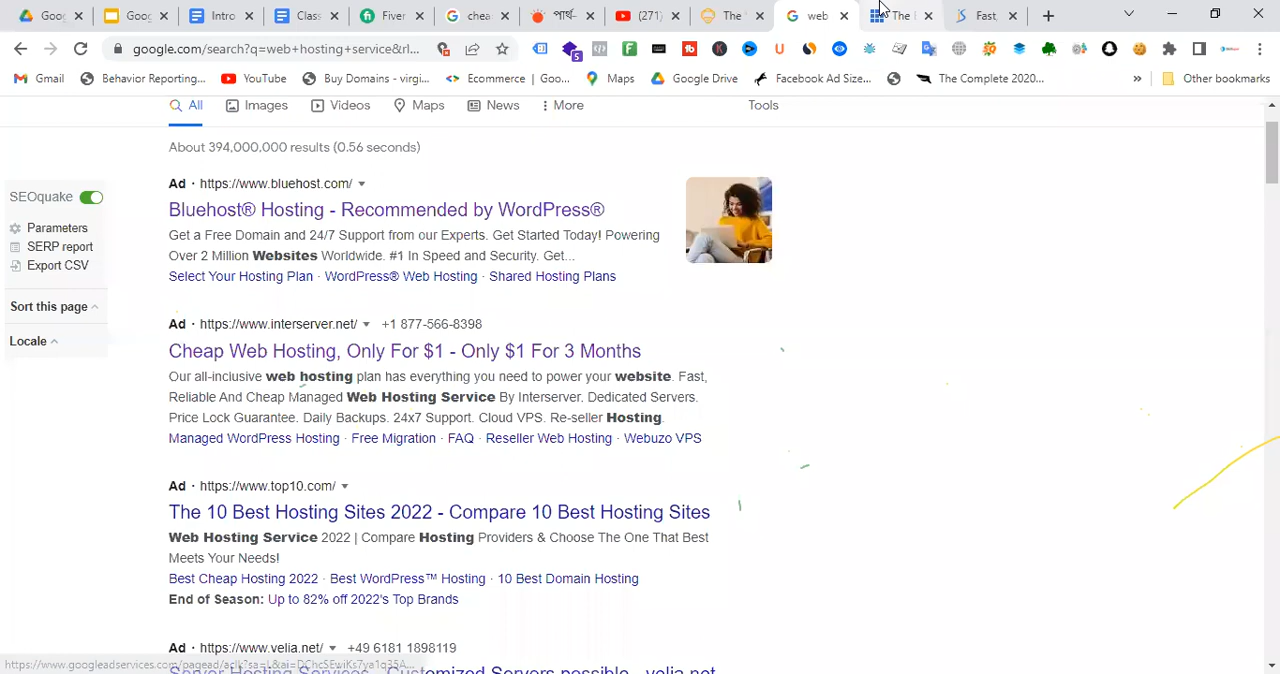 Goog
Goog
Intro
Class
Fiver
chea
পার্থ-
(271)
The '
web
The E
Fast,
google.com/search?q=web+hosting+service&rl...
5
Gmail
Behavior Reporting...
YouTube
Buy Domains - virgi...
Ecommerce | Goo...
Maps
Google Drive
Facebook Ad Size...
The Complete 2020...
»
Other bookmarks
All
Images
Videos
Maps
News
More
Tools
About 394,000,000 results (0.56 seconds)
SEOquake
Parameters
SERP report
Export CSV
Sort this page
Locale
Ad · https://www.bluehost.com/
Bluehost® Hosting - Recommended by WordPress®
Get a Free Domain and 24/7 Support from our Experts. Get Started Today! Powering
Over 2 Million Websites Worldwide. #1 In Speed and Security. Get...
Select Your Hosting Plan · WordPress® Web Hosting · Shared Hosting Plans
Ad · https://www.interserver.net/ +1 877-566-8398
Cheap Web Hosting, Only For $1 - Only $1 For 3 Months
Our all-inclusive web hosting plan has everything you need to power your website. Fast,
Reliable And Cheap Managed Web Hosting Service By Interserver. Dedicated Servers.
Price Lock Guarantee. Daily Backups. 24x7 Support. Cloud VPS. Re-seller Hosting.
Managed WordPress Hosting · Free Migration · FAQ · Reseller Web Hosting · Webuzo VPS
Ad · https://www.top10.com/
The 10 Best Hosting Sites 2022 - Compare 10 Best Hosting Sites
Web Hosting Service 2022 | Compare Hosting Providers & Choose The One That Best
Meets Your Needs!
Best Cheap Hosting 2022 · Best WordPress™ Hosting · 10 Best Domain Hosting
End of Season: Up to 82% off 2022's Top Brands
Ad · https://www.velia.net/ +49 6181 1898119
Server Hosting Services - Customized Servers possible - velia.net